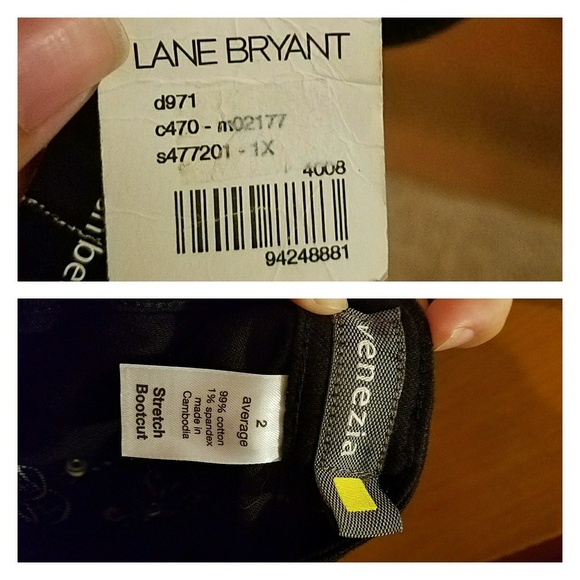 LANE BRYANT
d971
c470 - m02177
s477201 - 1X
4008
94248881
venezia
2
average
99% cotton
1% spandex
made in
Cambodia
Stretch
Bootcut